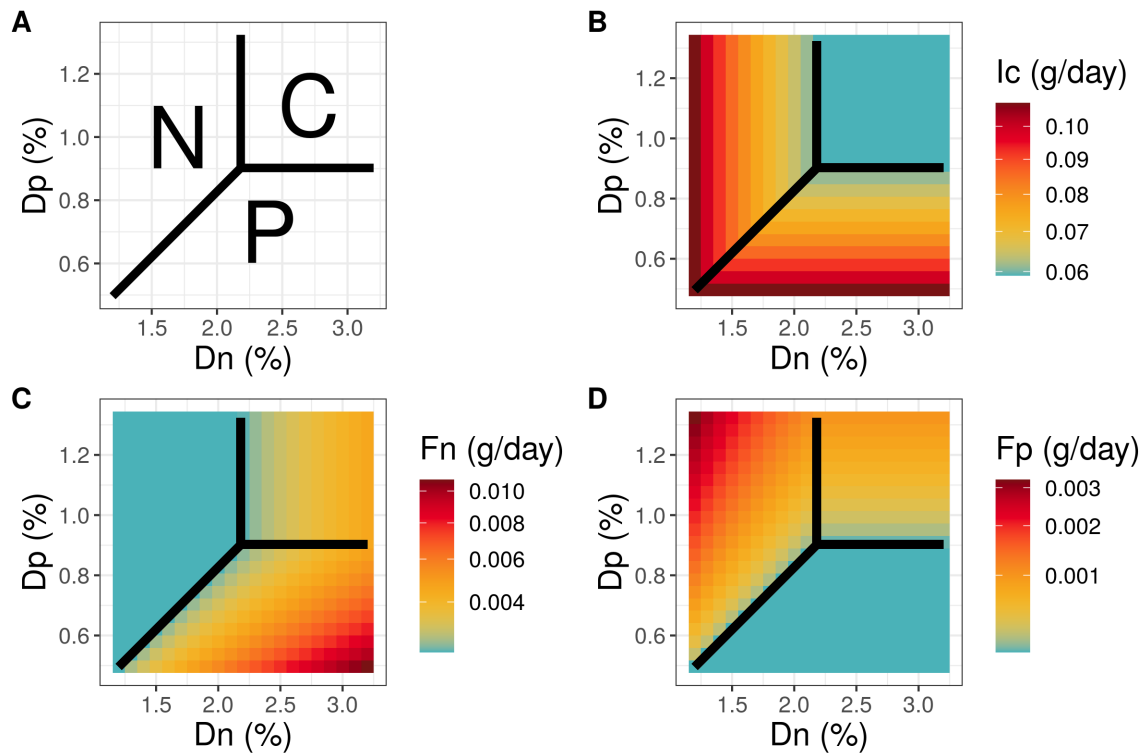 A
Dp (%)
1.2
1.0
0.8
0.6
N
C
P
1.5 2.0 2.5 3.0
Dn (%)
B
Dp (%)
1.2
1.0
0.8
0.6
1.5 2.0 2.5 3.0
Dn (%)
Ic (g/day)
0.10
0.09
0.08
0.07
0.06
C
Dp (%)
1.2
1.0
0.8
0.6
1.5 2.0 2.5 3.0
Dn (%)
Fn (g/day)
0.010
0.008
0.006
0.004
D
Dp (%)
1.2
1.0
0.8
0.6
1.5 2.0 2.5 3.0
Dn (%)
Fp (g/day)
0.003
0.002
0.001